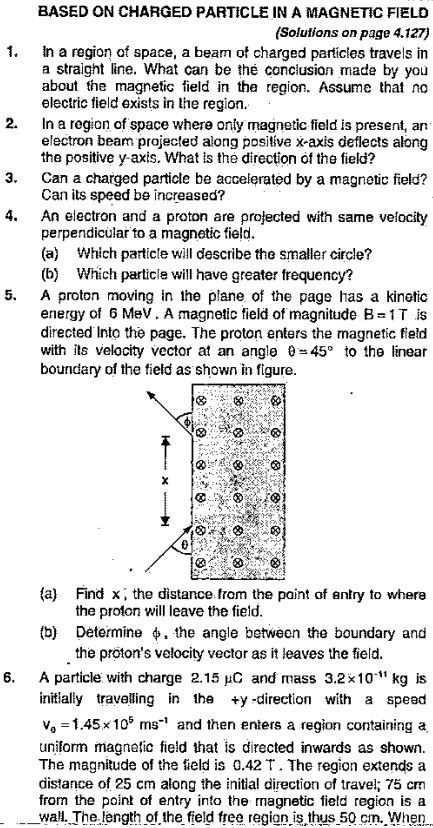 BASED ON CHARGED PARTICLE IN A MAGNETIC FIELD
(Solutions on page 4.127)
1. In a region of space, a beam of charged particles travels in
a straight line. What can be the conclusion made by you
about the magnetic field in the region. Assume that no
electric field exists in the region.
2. In a region of space where only magnetic field is present, an
electron beam projected along positive x-axis deflects along
the positive y-axis. What is the direction of the field?
3. Can a charged particle be accelerated by a magnetic field?
Can its speed be increased?
4. An electron and a proton are projected with same velocity
perpendicular to a magnetic field.
(a) Which particle will describe the smaller circle?
(b) Which particle will have greater frequency?
5. A proton moving in the plane of the page has a kinetic
energy of 6 MeV. A magnetic field of magnitude B = 1 T is
directed into the page. The proton enters the magnetic field
with its velocity vector at an angle θ = 45° to the linear
boundary of the field as shown in figure.
ϕ
x
θ
(a) Find x, the distance from the point of entry to where
the proton will leave the field.
(b) Determine ϕ, the angle between the boundary and
the proton's velocity vector as it leaves the field.
6. A particle with charge 2.15 μC and mass 3.2×10⁻¹¹ kg is
initially travelling in the +y-direction with a speed
v₀ = 1.45×10⁵ ms⁻¹ and then enters a region containing a
uniform magnetic field that is directed inwards as shown.
The magnitude of the field is 0.42 T. The region extends a
distance of 25 cm along the initial direction of travel; 75 cm
from the point of entry into the magnetic field region is a
wall. The length of the field free region is thus 50 cm. When